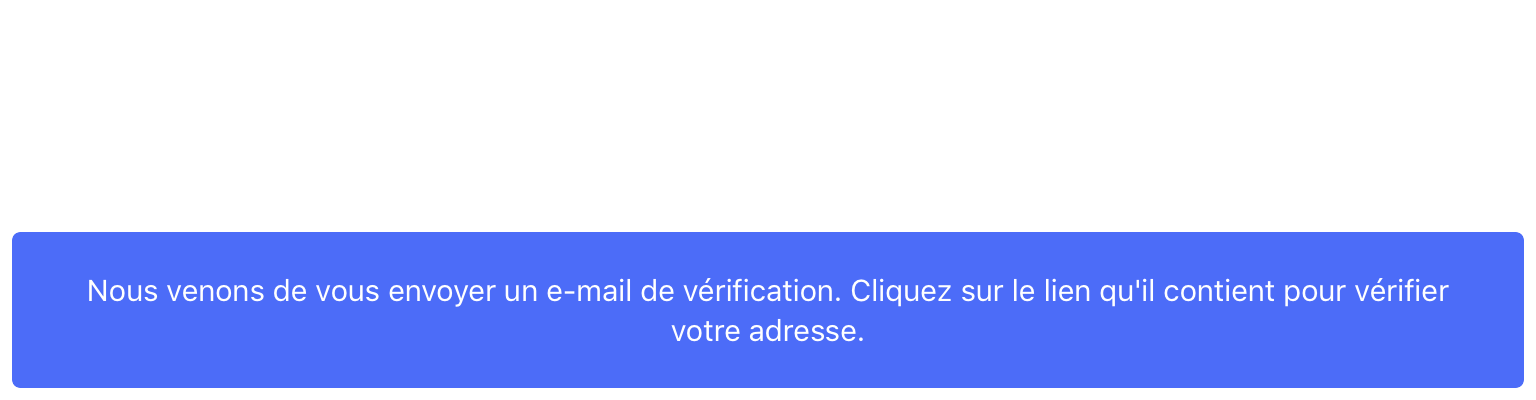 Nous venons de vous envoyer un e-mail de vérification. Cliquez sur le lien qu'il contient pour vérifier
votre adresse.